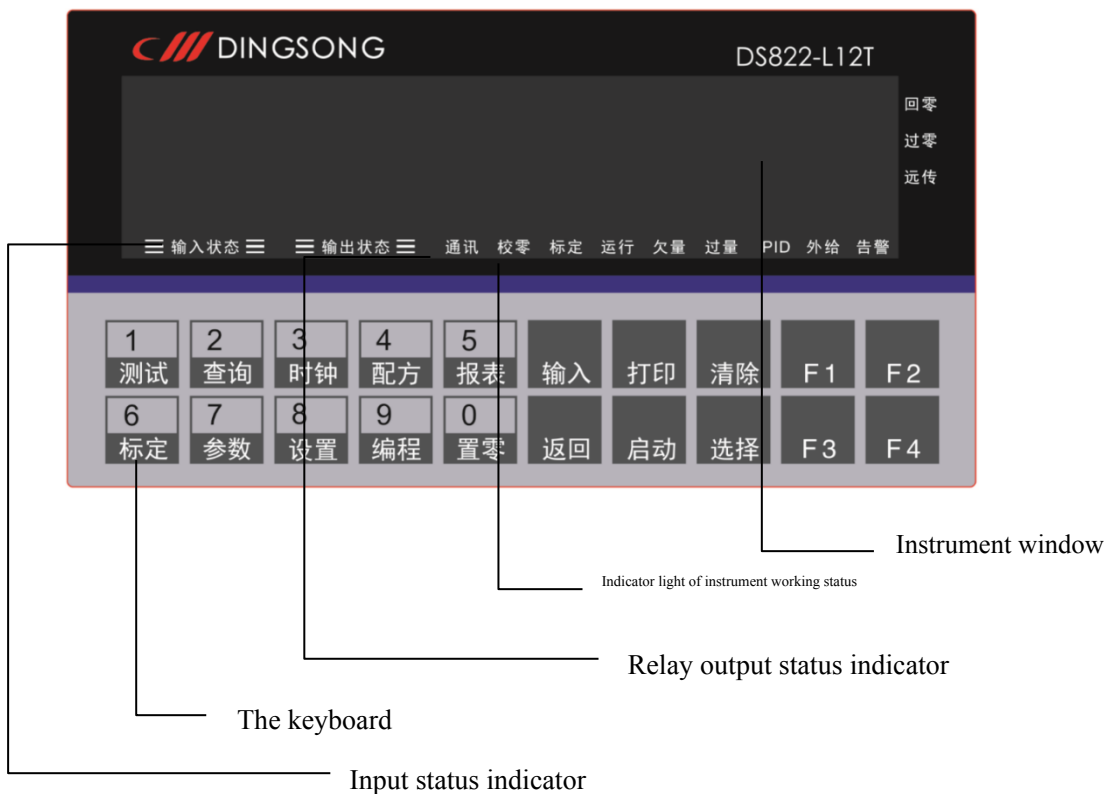 DINGSONG
DS822-L12T
回零
过零
远传
输入状态 输出状态 通讯 校零 标定 运行 欠量 过量 PID 外给 告警
1 2 3 4 5
测试 查询 时钟 配方 报表 输入 打印 清除 F1 F2
6 7 8 9 0
标定 参数 设置 编程 置零 返回 启动 选择 F3 F4
Instrument window
Indicator light of instrument working status
Relay output status indicator
The keyboard
Input status indicator